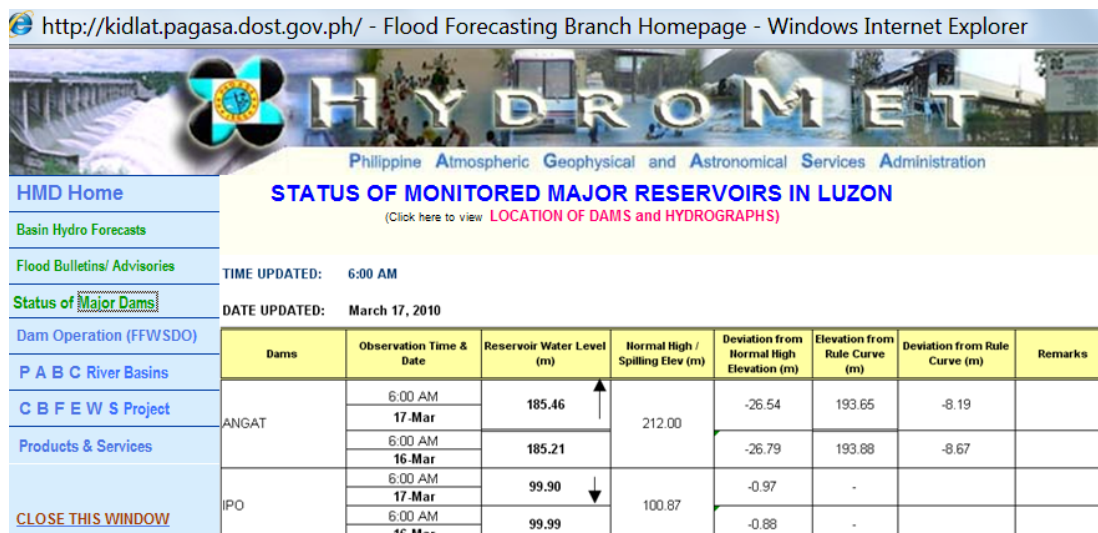 http://kidlat.pagasa.dost.gov.ph/ - Flood Forecasting Branch Homepage - Windows Internet Explorer
HYDROMET
Philippine Atmospheric Geophysical and Astronomical Services Administration
HMD Home
Basin Hydro Forecasts
Flood Bulletins/ Advisories
Status of Major Dams
Dam Operation (FFWSDO)
P A B C River Basins
C B F E W S Project
Products & Services
CLOSE THIS WINDOW
STATUS OF MONITORED MAJOR RESERVOIRS IN LUZON
(Click here to view LOCATION OF DAMS and HYDROGRAPHS)
TIME UPDATED: 6:00 AM
DATE UPDATED: March 17, 2010
Dams Observation Time & Date Reservoir Water Level (m) Normal High / Spilling Elev (m) Deviation from Normal High Elevation (m) Elevation from Rule Curve (m) Deviation from Rule Curve (m) Remarks
ANGAT 6:00 AM 17-Mar 185.46 212.00 -26.54 193.65 -8.19
6:00 AM 16-Mar 185.21 -26.79 193.88 -8.67
IPO 6:00 AM 17-Mar 99.90 100.87 -0.97 -
6:00 AM 16-Mar 99.99 -0.88 -